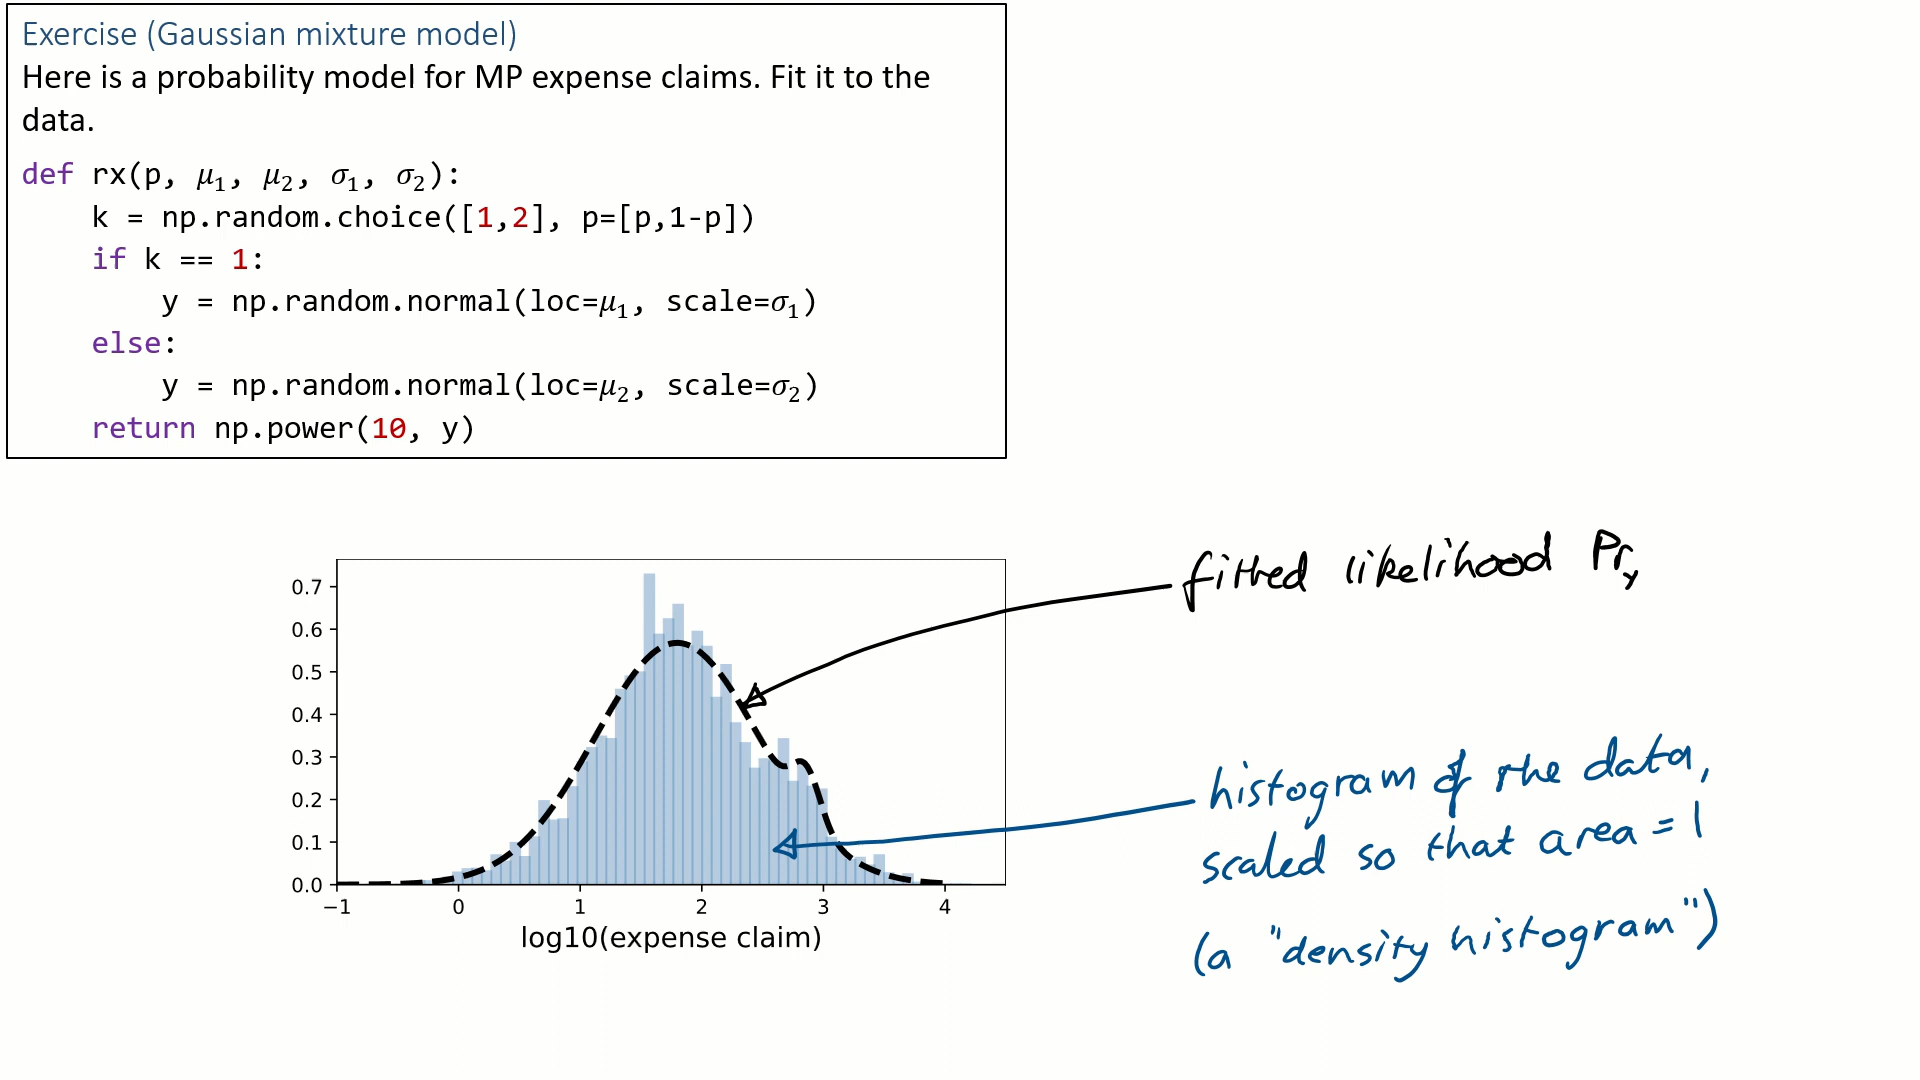 Exercise (Gaussian mixture model)
Here is a probability model for MP expense claims. Fit it to the
data.
def rx(p, μ₁, μ₂, σ₁, σ₂):
    k = np.random.choice([1,2], p=[p,1-p])
    if k == 1:
        y = np.random.normal(loc=μ₁, scale=σ₁)
    else:
        y = np.random.normal(loc=μ₂, scale=σ₂)
    return np.power(10, y)
fitted likelihood Pr_Y
0.7
0.6
0.5
0.4
0.3
0.2
0.1
0.0
−1 0 1 2 3 4
log10(expense claim)
histogram of the data,
scaled so that area = 1
(a "density histogram")